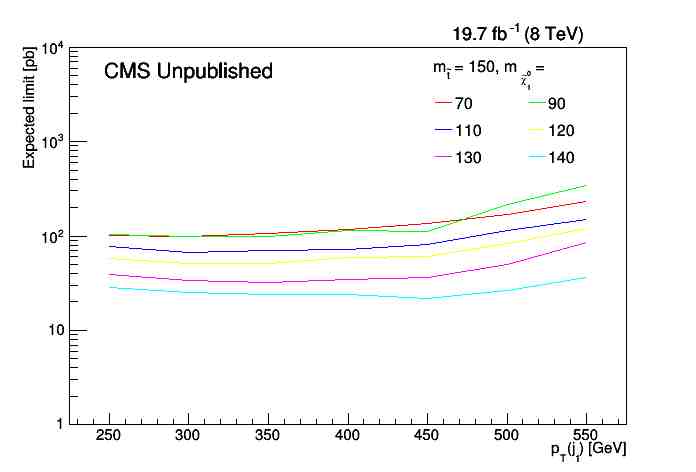 19.7 fb⁻¹ (8 TeV)
CMS Unpublished
m_t̃ = 150, m_χ̃₁⁰ =
70
90
110
120
130
140
Expected limit [pb]
10⁴
10³
10²
10
1
250 300 350 400 450 500 550
p_T(j₁) [GeV]